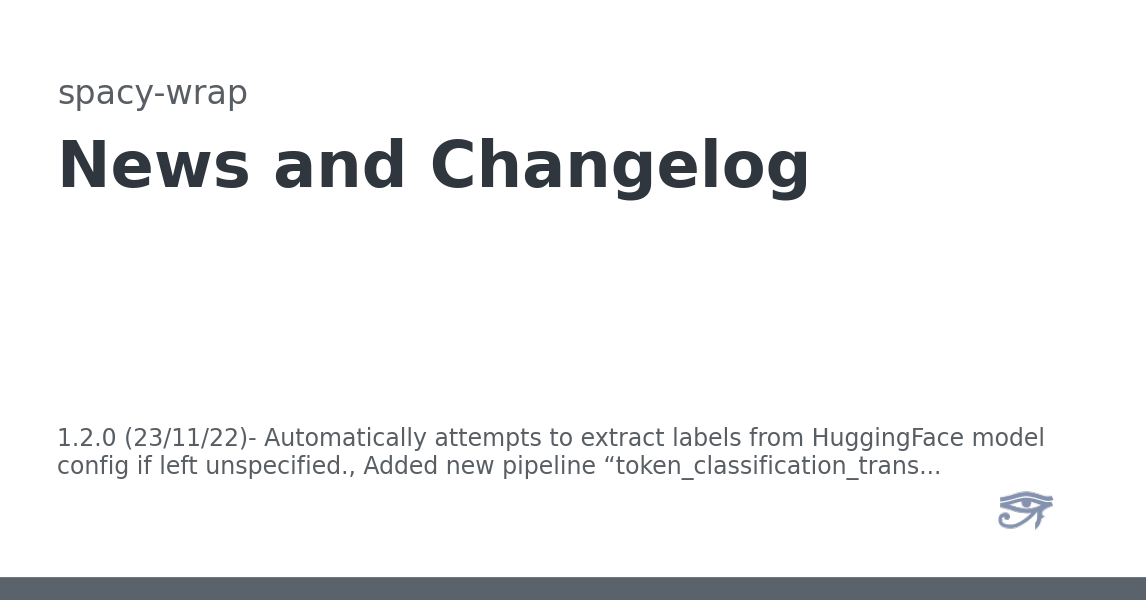 spacy-wrap
News and Changelog
1.2.0 (23/11/22)- Automatically attempts to extract labels from HuggingFace model
config if left unspecified., Added new pipeline “token_classification_trans...